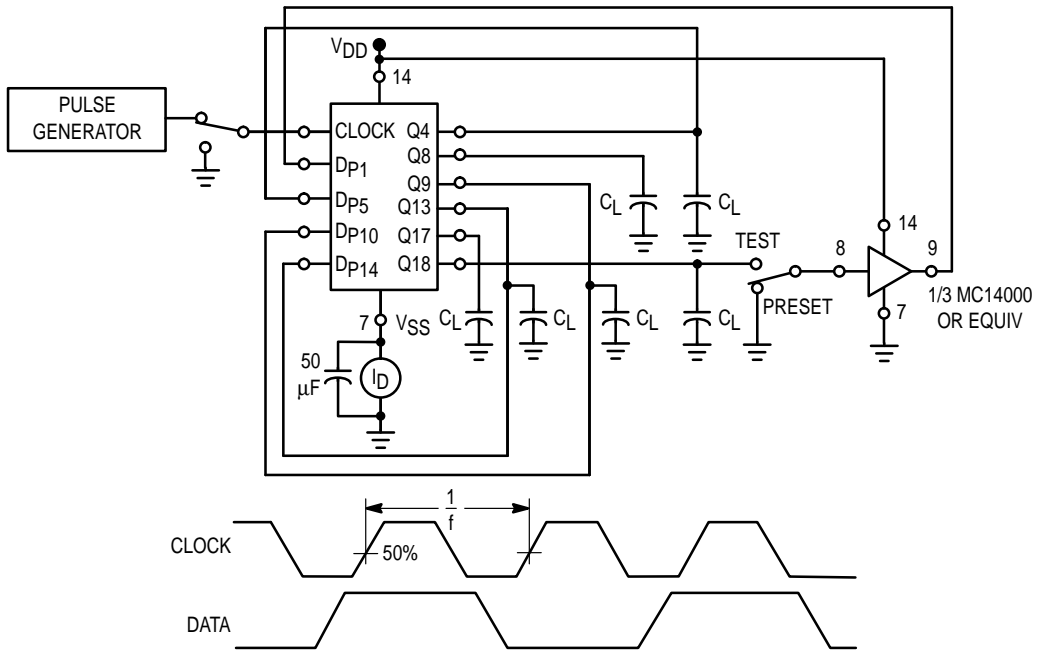 VDD
14
PULSE
GENERATOR
CLOCK Q4
DP1 Q8
DP5 Q9
DP10 Q13
DP14 Q17
Q18
CL
CL
14
TEST
8
9
PRESET
7
1/3 MC14000
OR EQUIV
7 VSS
CL
CL
CL
CL
50
μF
ID
1
f
CLOCK
50%
DATA